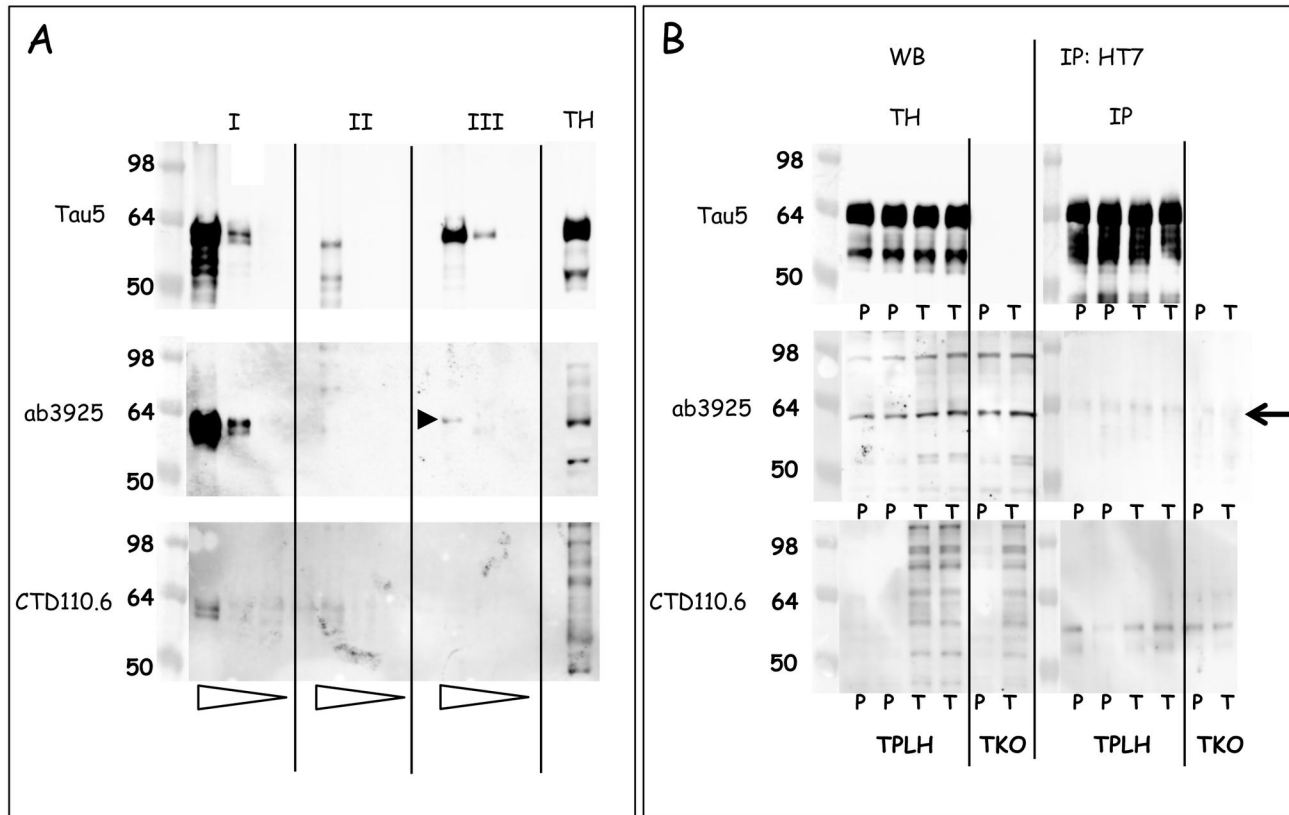 A
I II III TH
98
Tau5 64
50
98
ab3925 64
50
98
CTD110.6 64
50
B
WB IP: HT7
TH IP
98
Tau5 64
50
P P T T P T P P T T P T
98
ab3925 64
50
P P T T P T P P T T P T
98
CTD110.6 64
50
P P T T P T P P T T P T
TPLH TKO TPLH TKO